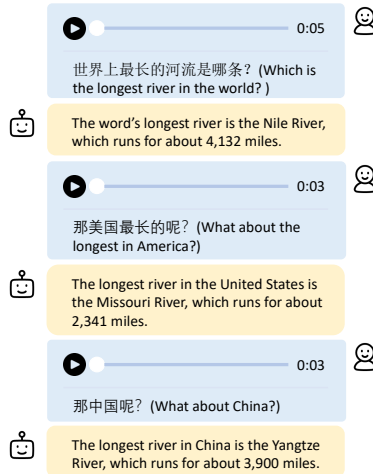 0:05
世界上最长的河流是哪条？(Which is
the longest river in the world? )
The word's longest river is the Nile River,
which runs for about 4,132 miles.
0:03
那美国最长的呢？(What about the
longest in America?)
The longest river in the United States is
the Missouri River, which runs for about
2,341 miles.
0:03
那中国呢？(What about China?)
The longest river in China is the Yangtze
River, which runs for about 3,900 miles.